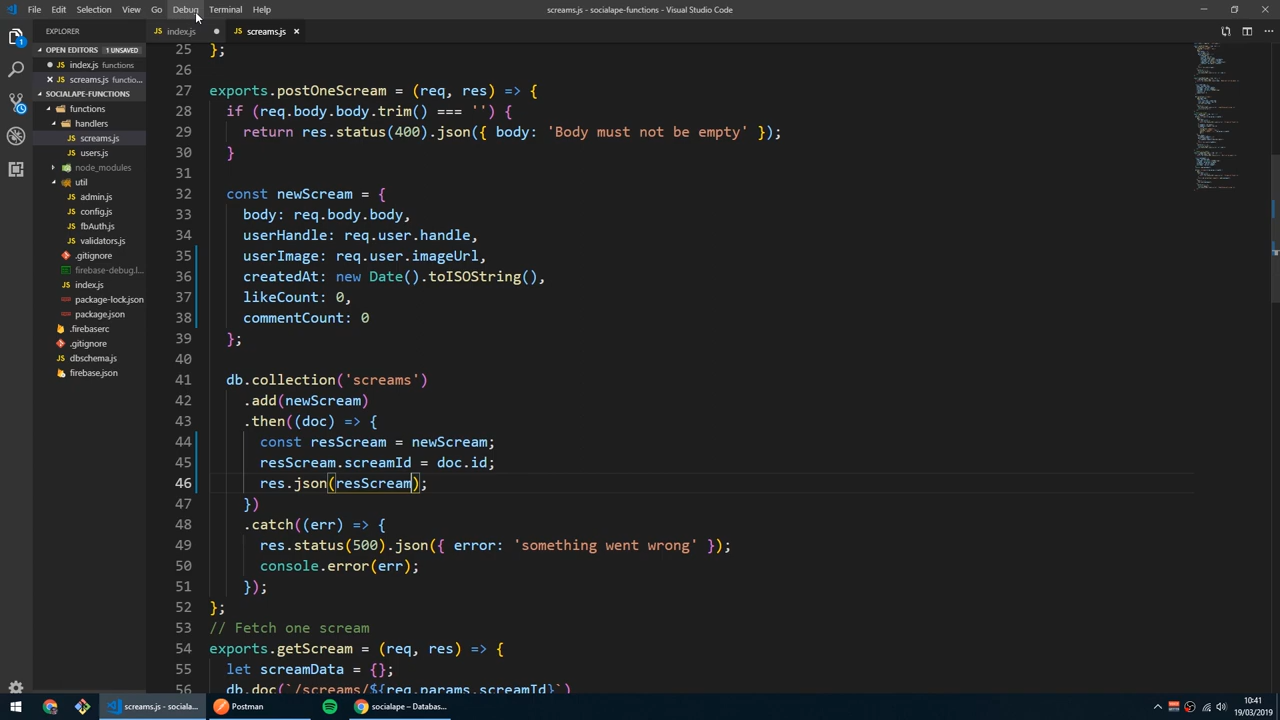 File Edit Selection View Go Debug Terminal Help
screams.js - socialape-functions - Visual Studio Code
EXPLORER
index.js
screams.js
OPEN EDITORS 1 UNSAVED
index.js functions
screams.js functio...
SOCIALAPE-FUNCTIONS
functions
handlers
screams.js
users.js
node_modules
util
admin.js
config.js
fbAuth.js
validators.js
.gitignore
firebase-debug.l...
index.js
package-lock.json
package.json
.firebaserc
.gitignore
dbschema.js
firebase.json
25 };
26
27 exports.postOneScream = (req, res) => {
28 if (req.body.body.trim() === '') {
29 return res.status(400).json({ body: 'Body must not be empty' });
30 }
31
32 const newScream = {
33 body: req.body.body,
34 userHandle: req.user.handle,
35 userImage: req.user.imageUrl,
36 createdAt: new Date().toISOString(),
37 likeCount: 0,
38 commentCount: 0
39 };
40
41 db.collection('screams')
42 .add(newScream)
43 .then((doc) => {
44 const resScream = newScream;
45 resScream.screamId = doc.id;
46 res.json(resScream);
47 })
48 .catch((err) => {
49 res.status(500).json({ error: 'something went wrong' });
50 console.error(err);
51 });
52 };
53 // Fetch one scream
54 exports.getScream = (req, res) => {
55 let screamData = {};
56 db.doc(`/screams/${req.params.screamId}`)
screams.js - sociala...
Postman
socialape – Databas...
10:41
19/03/2019